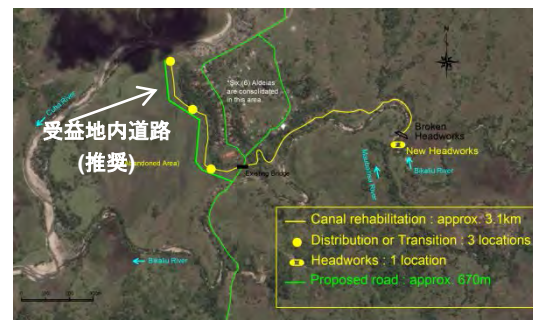 N
*Six (6) Aldeias
are consolidated
in this area.
受益地内道路
(推奨)
Broken
Headworks
New Headworks
Existing Bridge
Bikaliu River
Bikaliu River
Canal rehabilitation : approx. 3.1km
Distribution or Transition : 3 locations
Headworks : 1 location
Proposed road : approx. 670m